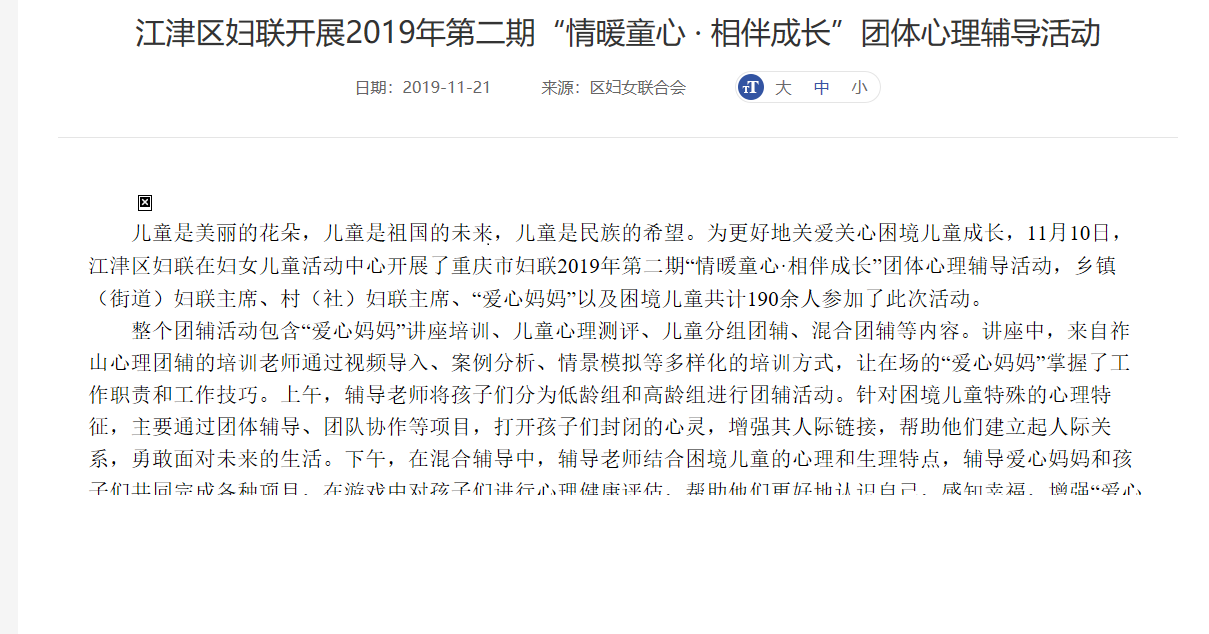 江津区妇联开展2019年第二期“情暖童心 · 相伴成长”团体心理辅导活动
日期：2019-11-21 来源：区妇女联合会 大 中 小
儿童是美丽的花朵，儿童是祖国的未来，儿童是民族的希望。为更好地关爱关心困境儿童成长，11月10日，
江津区妇联在妇女儿童活动中心开展了重庆市妇联2019年第二期“情暖童心·相伴成长”团体心理辅导活动，乡镇
（街道）妇联主席、村（社）妇联主席、“爱心妈妈”以及困境儿童共计190余人参加了此次活动。
整个团辅活动包含“爱心妈妈”讲座培训、儿童心理测评、儿童分组团辅、混合团辅等内容。讲座中，来自祚
山心理团辅的培训老师通过视频导入、案例分析、情景模拟等多样化的培训方式，让在场的“爱心妈妈”掌握了工
作职责和工作技巧。上午，辅导老师将孩子们分为低龄组和高龄组进行团辅活动。针对困境儿童特殊的心理特
征，主要通过团体辅导、团队协作等项目，打开孩子们封闭的心灵，增强其人际链接，帮助他们建立起人际关
系，勇敢面对未来的生活。下午，在混合辅导中，辅导老师结合困境儿童的心理和生理特点，辅导爱心妈妈和孩
子们共同完成各种项目，在游戏中对孩子们进行心理健康评估，帮助他们更好地认识自己，感知幸福，增强“爱心